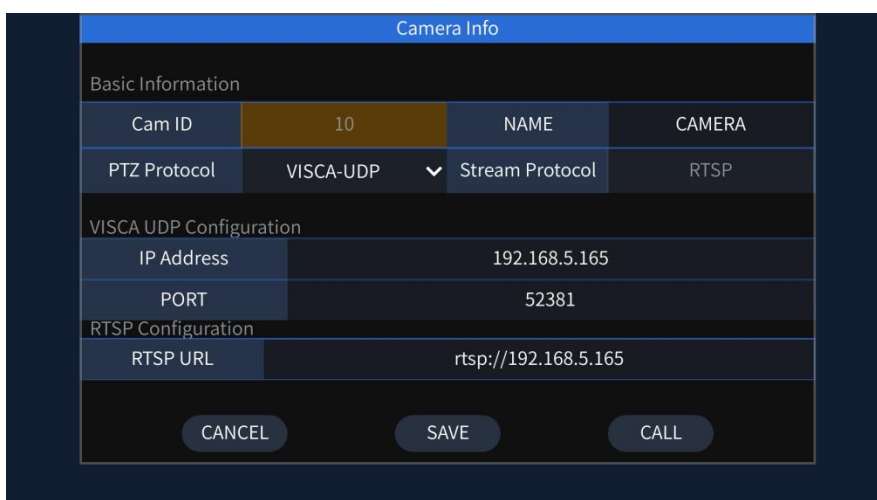 Camera Info
Basic Information
Cam ID 10 NAME CAMERA
PTZ Protocol VISCA-UDP Stream Protocol RTSP
VISCA UDP Configuration
IP Address 192.168.5.165
PORT 52381
RTSP Configuration
RTSP URL rtsp://192.168.5.165
CANCEL SAVE CALL